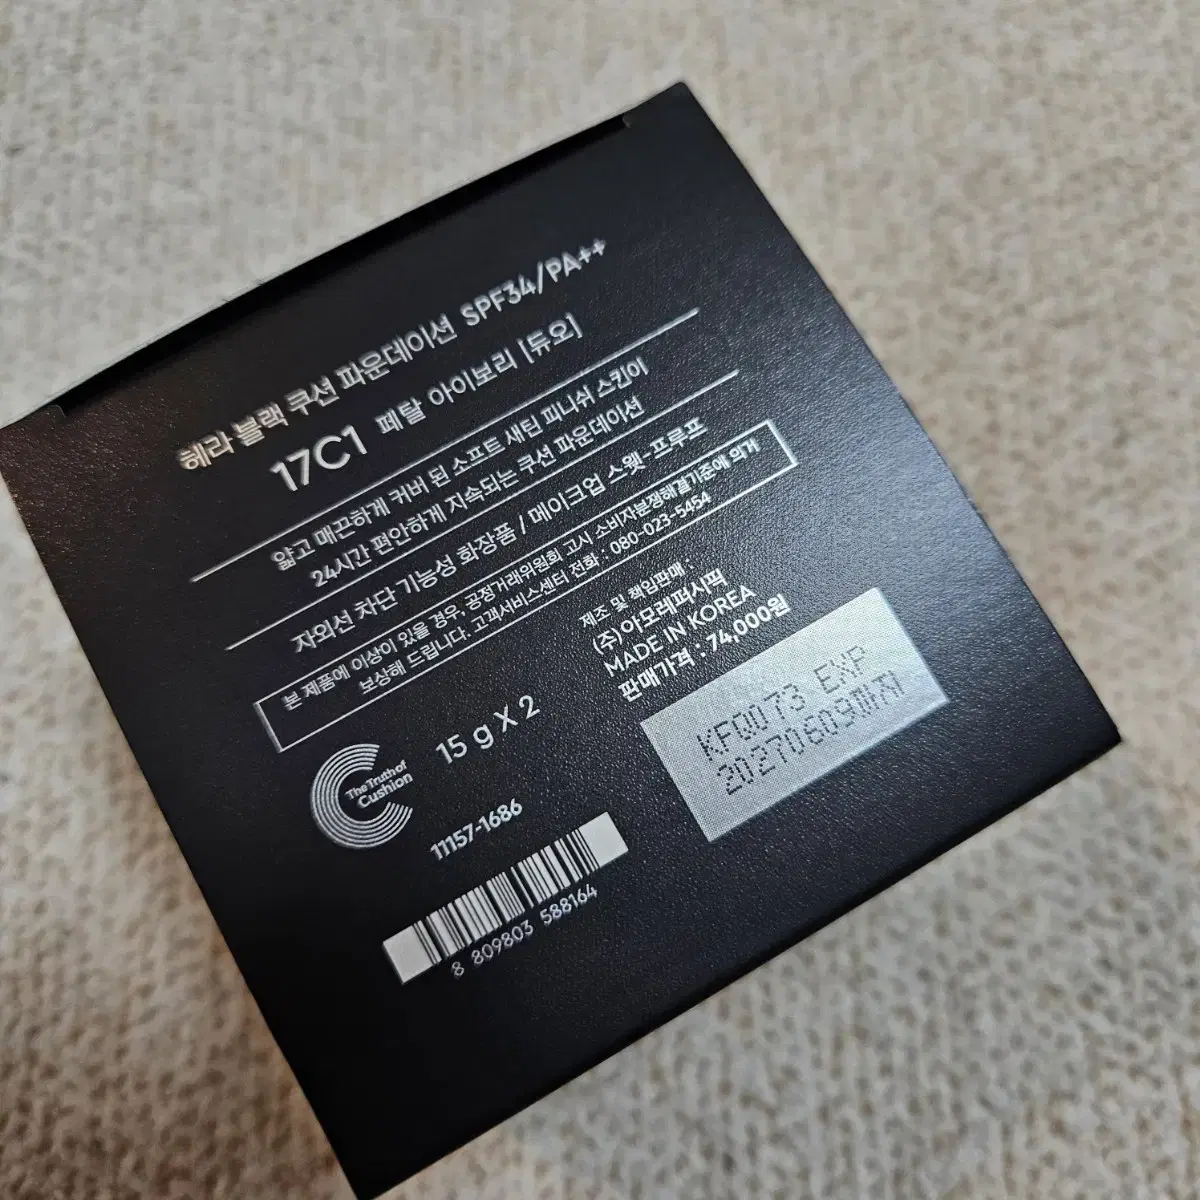 헤라 블랙 쿠션 파운데이션 SPF34/PA++
17C1 페탈 아이보리 [듀오]
얇고 매끈하게 커버 된 소프트 새틴 피니쉬 스킨이
24시간 편안하게 지속되는 쿠션 파운데이션
자외선 차단 기능성 화장품 / 메이크업 스웻-프루프
본 제품에 이상이 있을 경우, 공정거래위원회 고시 소비자분쟁해결기준에 의거
보상해 드립니다. 고객서비스센터 전화 : 080-023-5454
The Truth of
Cushion
15 g X 2
제조 및 책임판매 :
(주)아모레퍼시픽
MADE IN KOREA
판매가격 : 74,000원
KFQ073 EXP
20270609까지
11157-1686
8 809803 588164